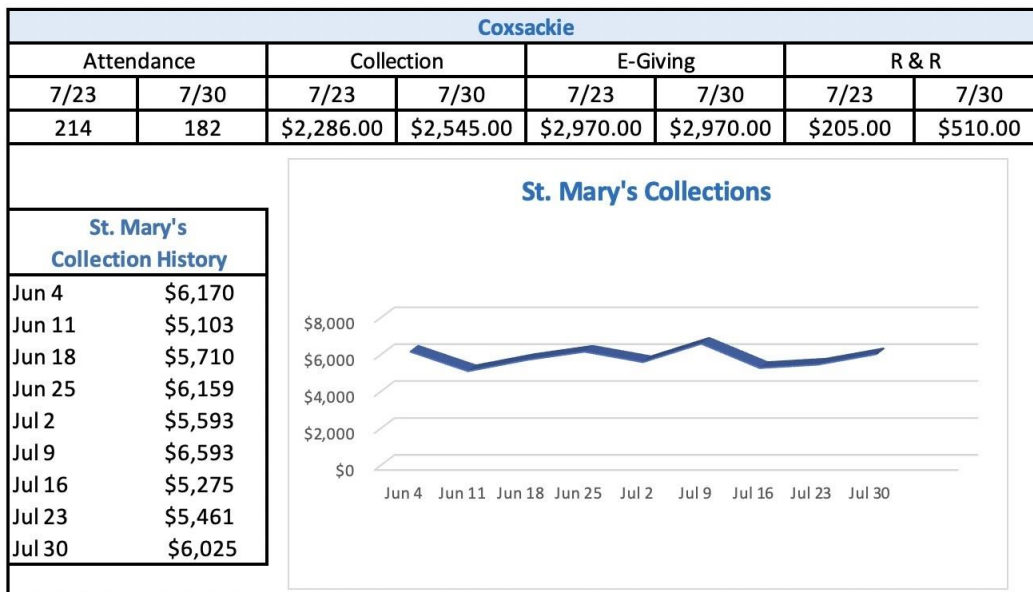 Coxsackie
Attendance Collection E-Giving R & R
7/23 7/30 7/23 7/30 7/23 7/30 7/23 7/30
214 182 $2,286.00 $2,545.00 $2,970.00 $2,970.00 $205.00 $510.00
St. Mary's
Collection History
Jun 4 $6,170
Jun 11 $5,103
Jun 18 $5,710
Jun 25 $6,159
Jul 2 $5,593
Jul 9 $6,593
Jul 16 $5,275
Jul 23 $5,461
Jul 30 $6,025
St. Mary's Collections
$8,000
$6,000
$4,000
$2,000
$0
Jun 4 Jun 11 Jun 18 Jun 25 Jul 2 Jul 9 Jul 16 Jul 23 Jul 30